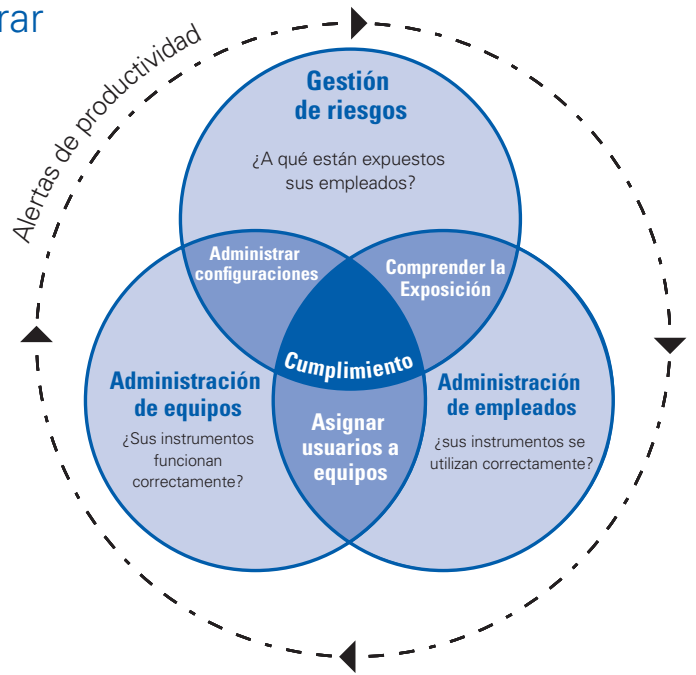 rar
Alertas de productividad
Gestión
de riesgos
¿A qué están expuestos
sus empleados?
Administrar
configuraciones
Comprender la
Exposición
Cumplimiento
Administración
de equipos
¿Sus instrumentos
funcionan
correctamente?
Asignar
usuarios a
equipos
Administración
de empleados
¿sus instrumentos se
utilizan correctamente?